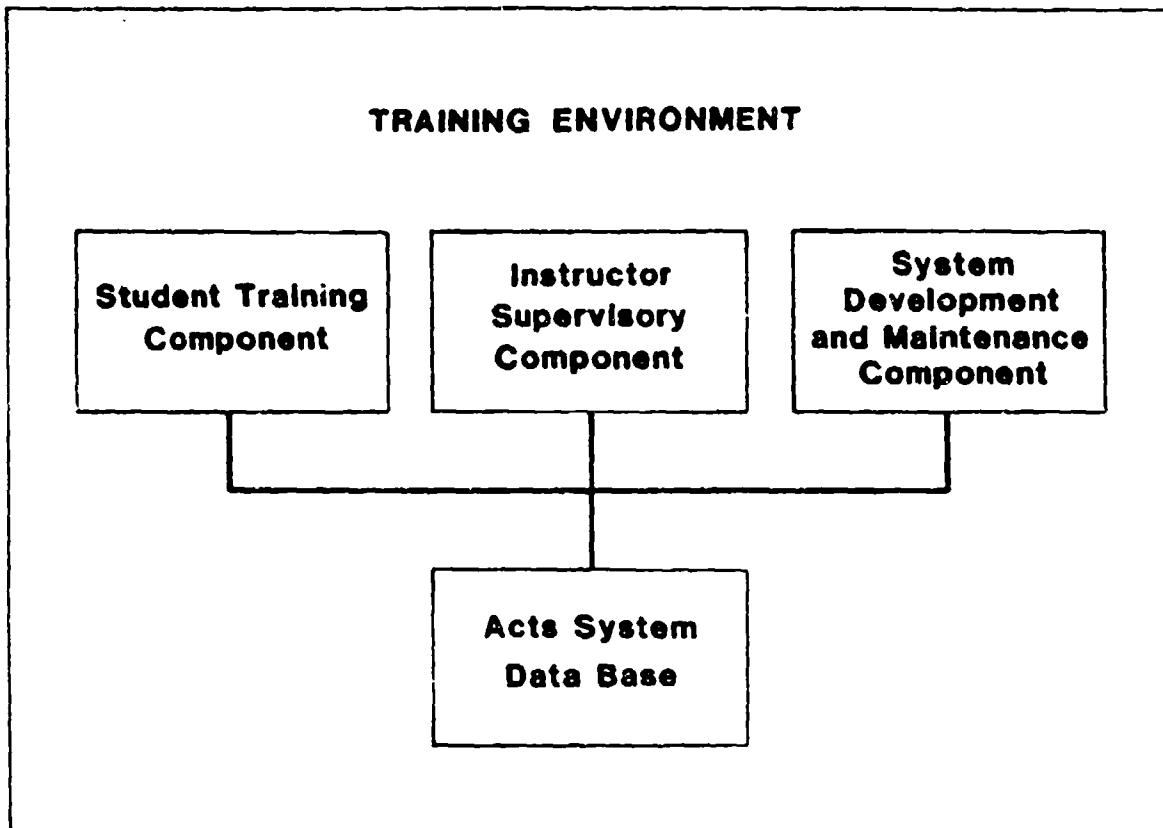 TRAINING ENVIRONMENT
Student Training
Component
Instructor
Supervisory
Component
System
Development
and Maintenance
Component
Acts System
Data Base